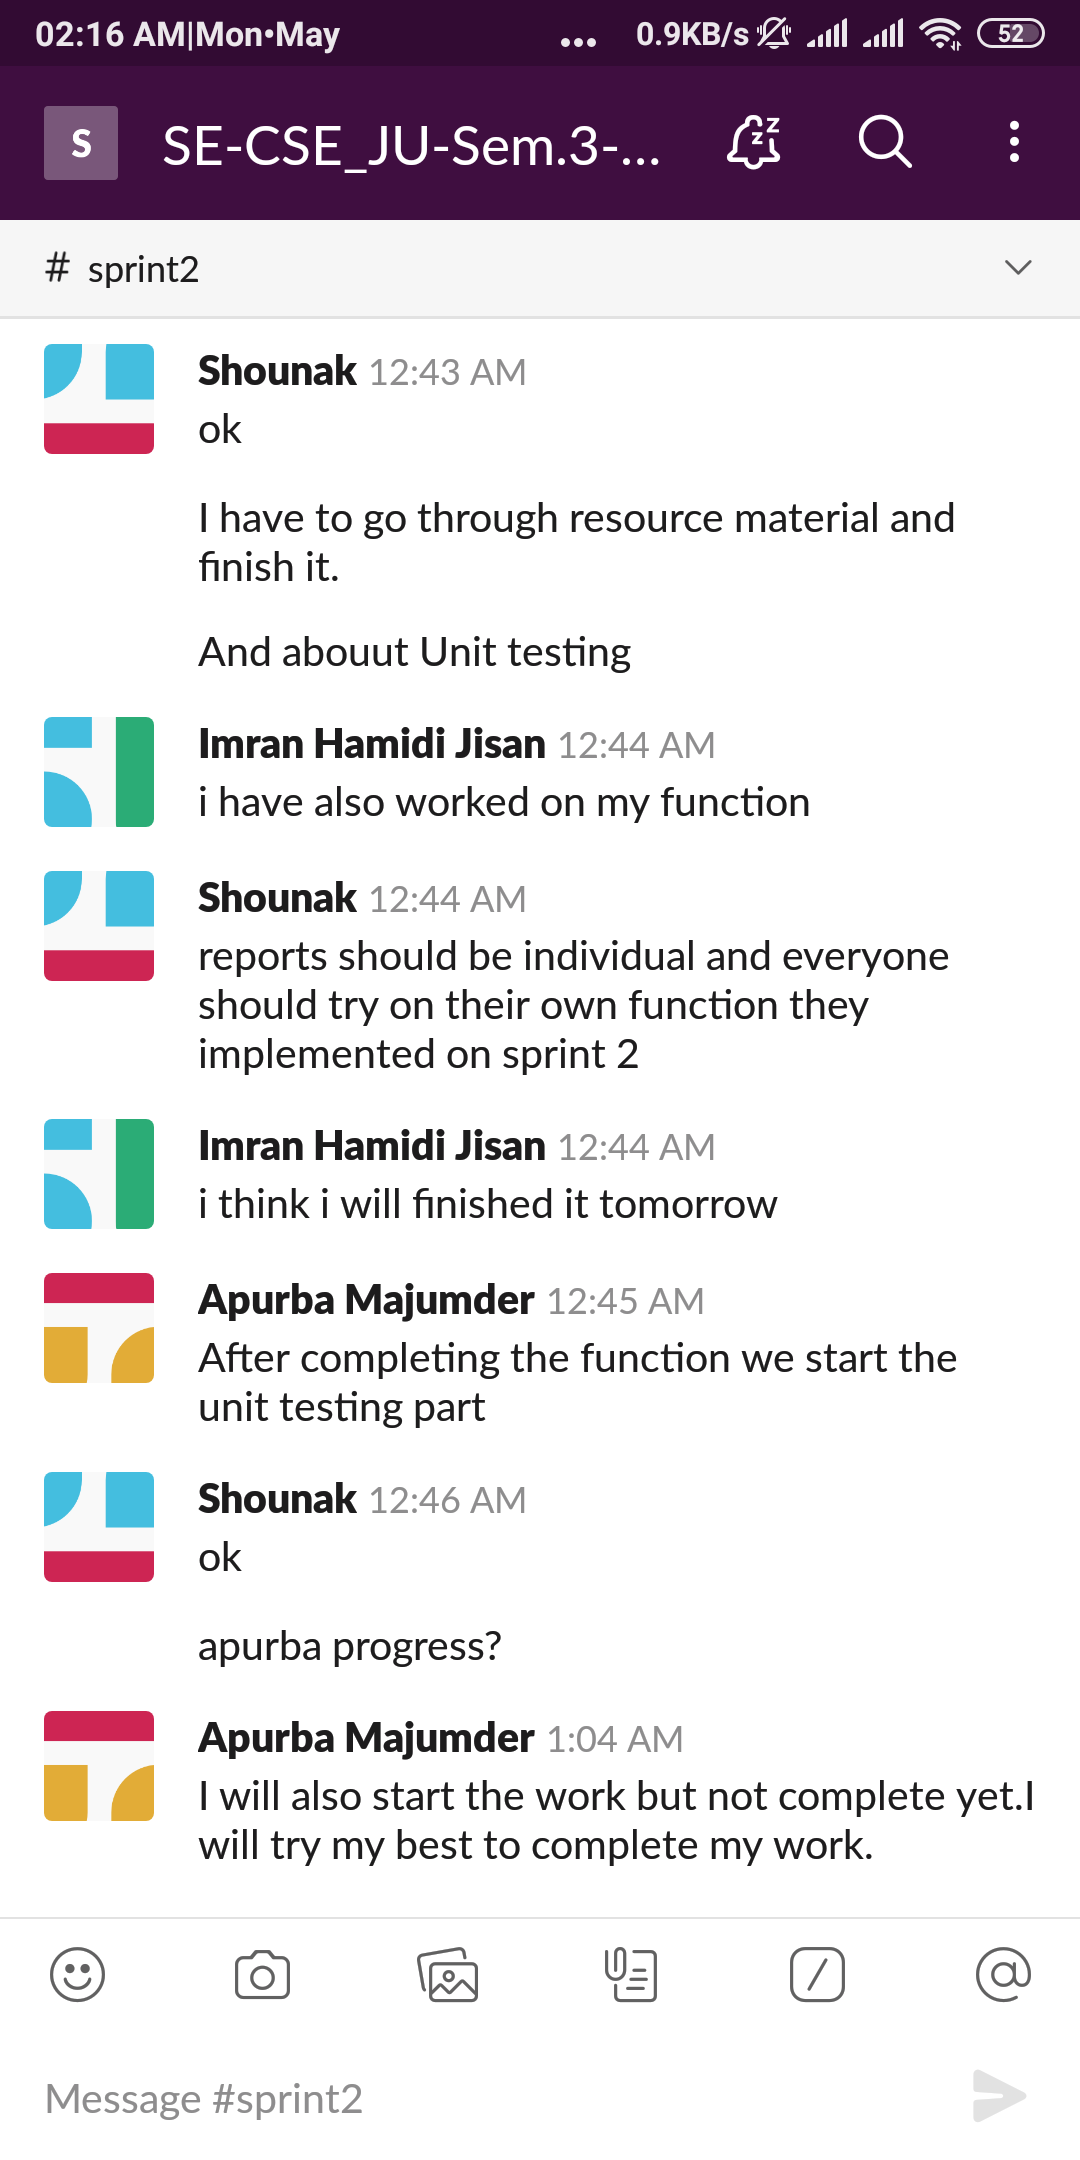 02:16 AM|Mon•May ... 0.9KB/s 52
S SE-CSE_JU-Sem.3-...
# sprint2
Shounak 12:43 AM
ok
I have to go through resource material and
finish it.
And abouut Unit testing
Imran Hamidi Jisan 12:44 AM
i have also worked on my function
Shounak 12:44 AM
reports should be individual and everyone
should try on their own function they
implemented on sprint 2
Imran Hamidi Jisan 12:44 AM
i think i will finished it tomorrow
Apurba Majumder 12:45 AM
After completing the function we start the
unit testing part
Shounak 12:46 AM
ok
apurba progress?
Apurba Majumder 1:04 AM
I will also start the work but not complete yet.I
will try my best to complete my work.
Message #sprint2